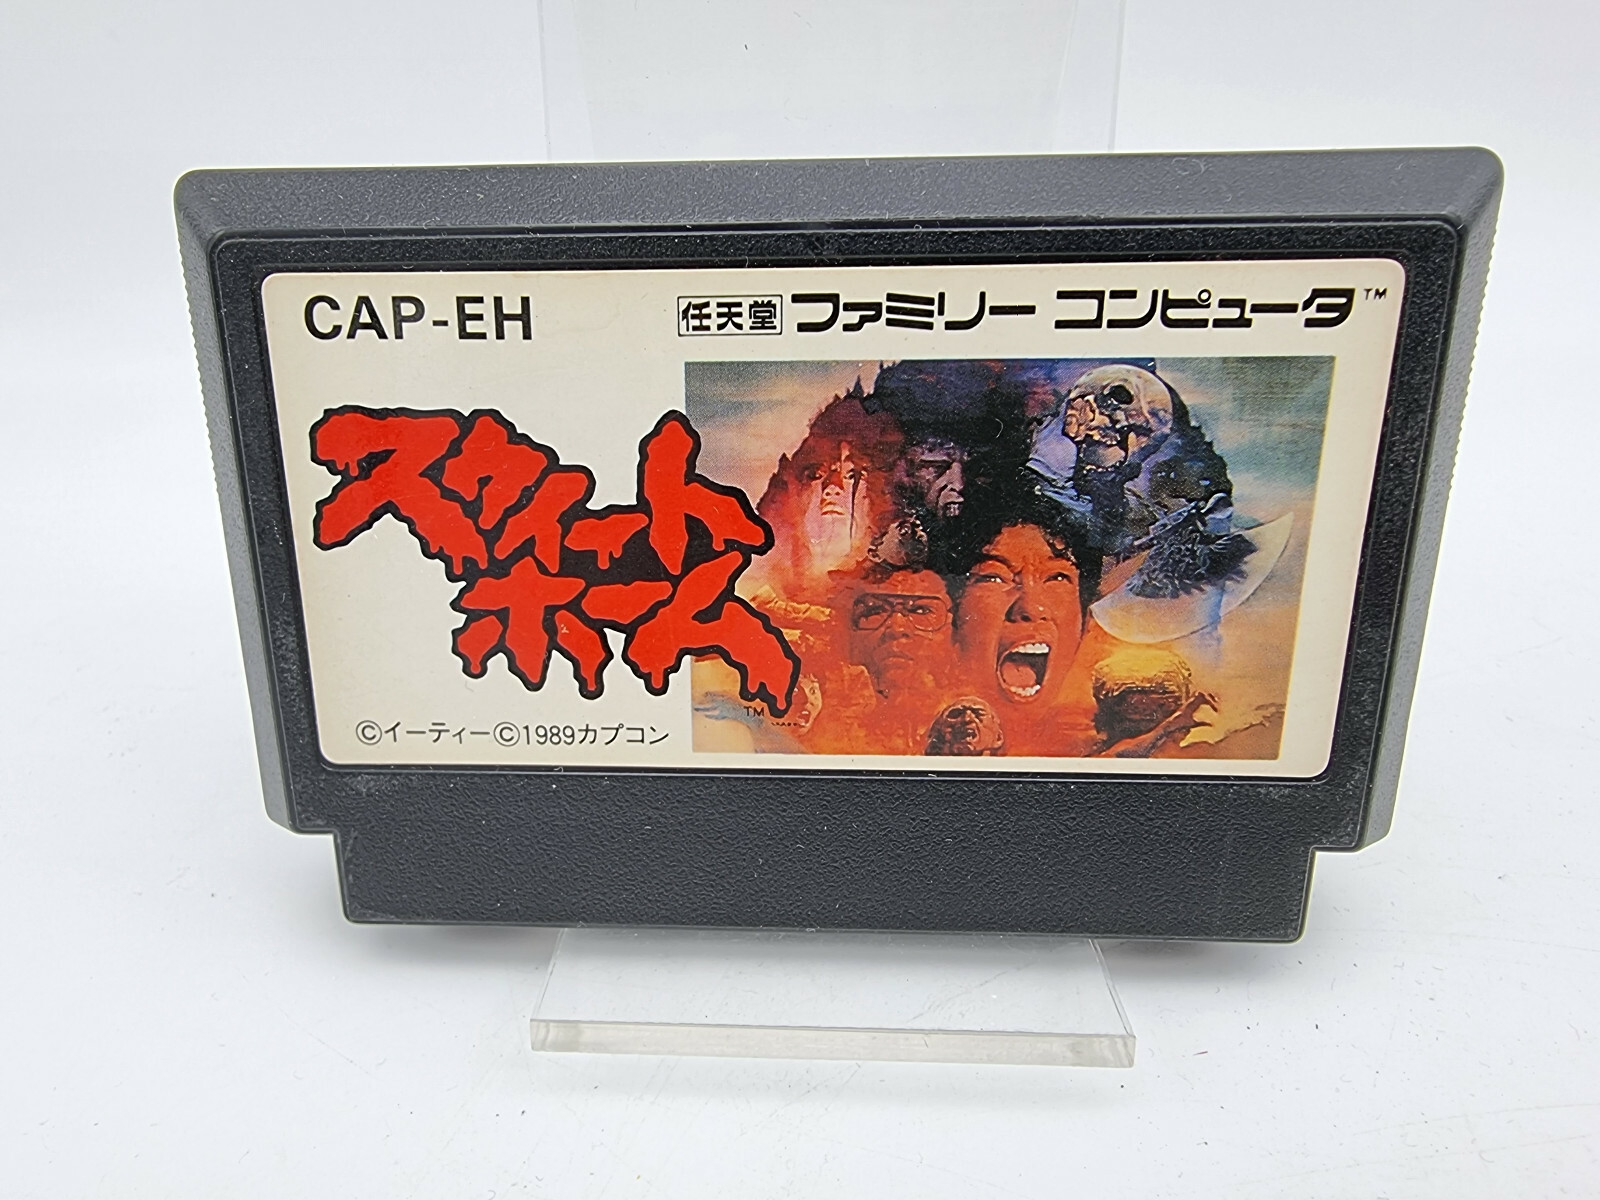 CAP-EH
任天堂 ファミリー コンピュータ™
スウィート
ホーム
™
©イーティー©1989カプコン